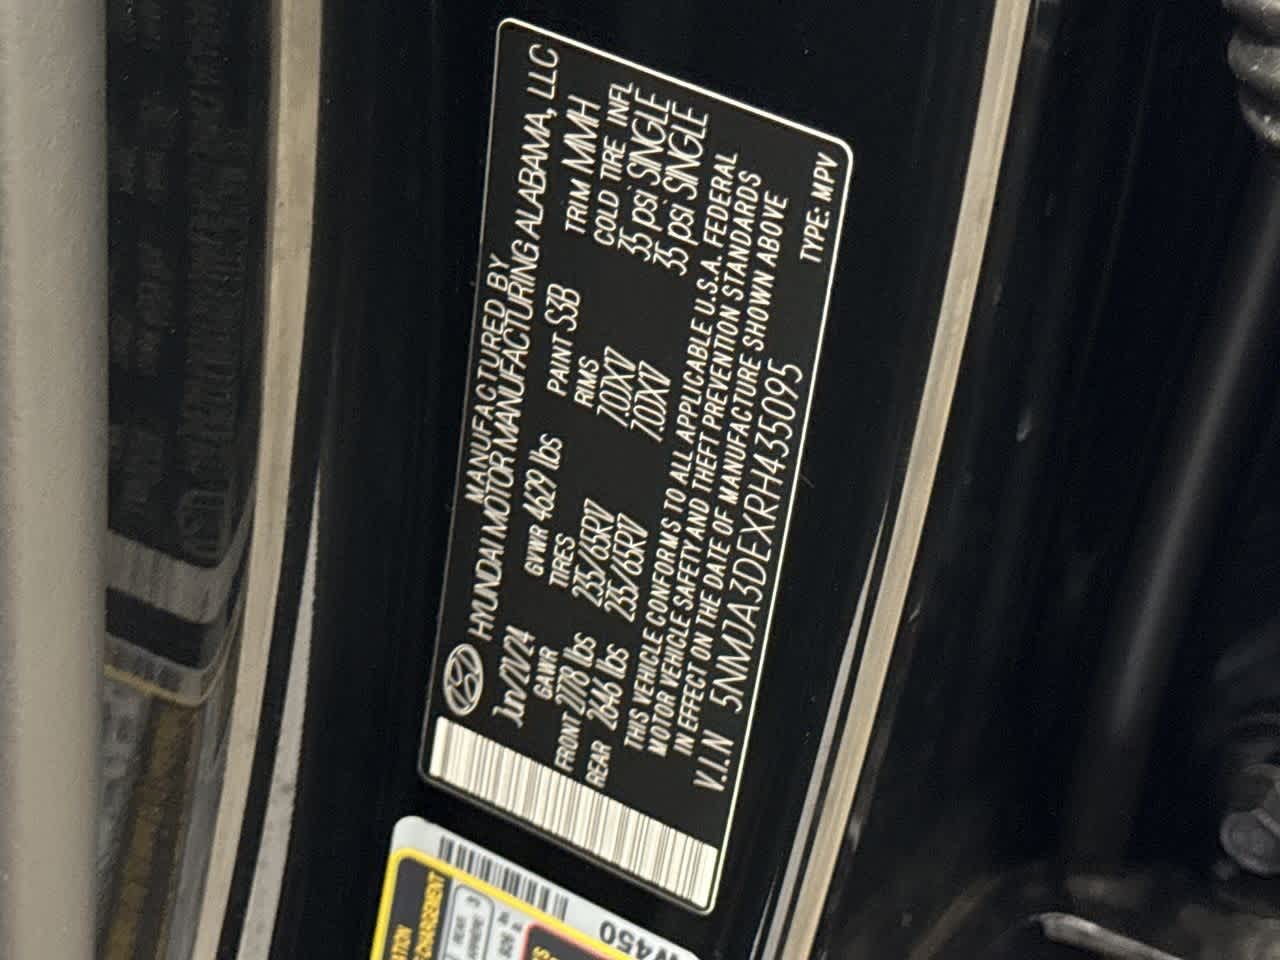 MANUFACTURED BY
HYUNDAI MOTOR MANUFACTURING ALABAMA, LLC
GVWR 4629 lbs PAINT S3B TRIM MMH
GAWR TIRES RIMS COLD TIRE INFL
FRONT 2778 lbs 235/65R17 7.0JX17 35 psi SINGLE
REAR 2646 lbs 235/65R17 7.0JX17 35 psi SINGLE
THIS VEHICLE CONFORMS TO ALL APPLICABLE U.S.A. FEDERAL
MOTOR VEHICLE SAFETY AND THEFT PREVENTION STANDARDS
IN EFFECT ON THE DATE OF MANUFACTURE SHOWN ABOVE
V.I.N 5NMJA3DEXRH435095 TYPE: MPV